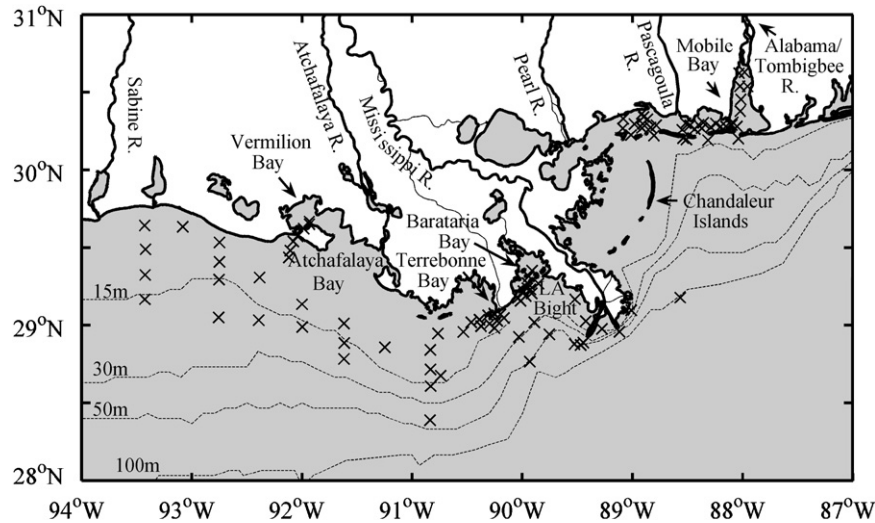 31°N
30°N
29°N
28°N
94°W
93°W
92°W
91°W
90°W
89°W
88°W
87°W
Sabine R.
Atchafalaya R.
Mississippi R.
Pearl R.
Pascagoula
R.
Mobile
Bay
Alabama/
Tombigbee
R.
Vermilion
Bay
Atchafalaya
Bay
Barataria
Bay
Terrebonne
Bay
LA
Bight
Chandaleur
Islands
15m
30m
50m
100m